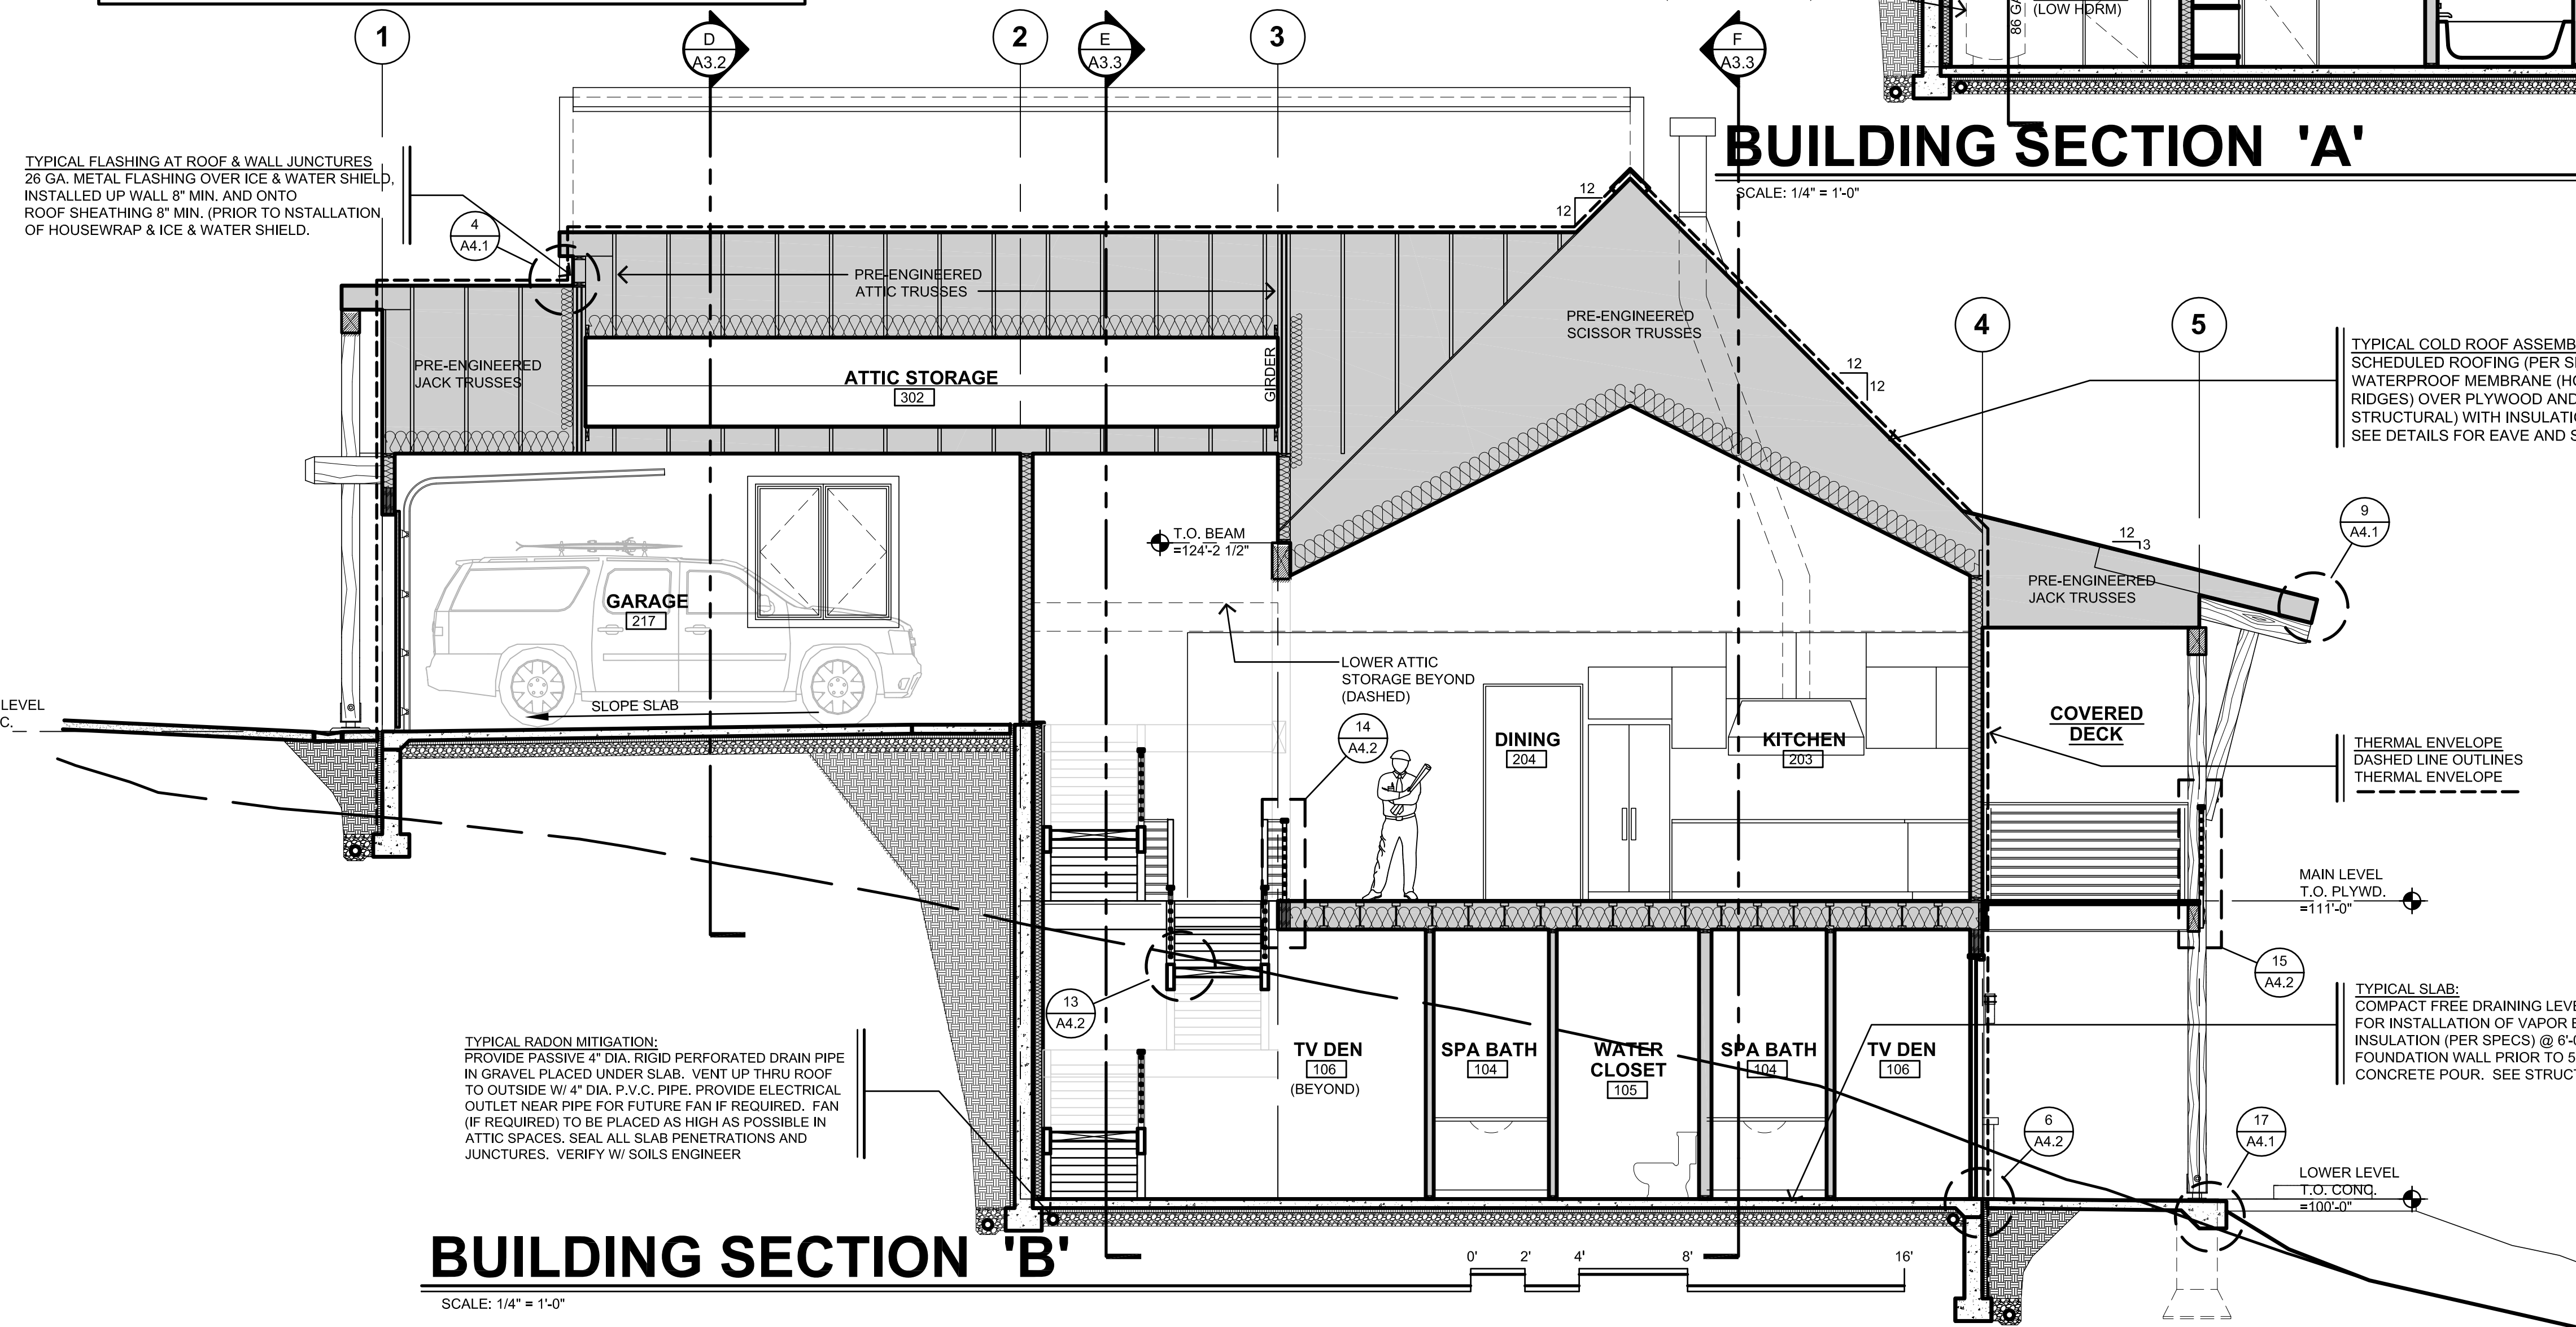 (LOW HDRM)
86 GA
1
D
A3.2
2
E
A3.3
3
F
A3.3
BUILDING SECTION 'A'
SCALE: 1/4" = 1'-0"
TYPICAL FLASHING AT ROOF & WALL JUNCTURES
26 GA. METAL FLASHING OVER ICE & WATER SHIELD,
INSTALLED UP WALL 8" MIN. AND ONTO
ROOF SHEATHING 8" MIN. (PRIOR TO NSTALLATION
OF HOUSEWRAP & ICE & WATER SHIELD.
4
A4.1
12
12
PRE-ENGINEERED
ATTIC TRUSSES
PRE-ENGINEERED
SCISSOR TRUSSES
4
5
PRE-ENGINEERED
JACK TRUSSES
ATTIC STORAGE
302
GIRDER
12
12
TYPICAL COLD ROOF ASSEMB
SCHEDULED ROOFING (PER S
WATERPROOF MEMBRANE (HO
RIDGES) OVER PLYWOOD AND
STRUCTURAL) WITH INSULATIO
SEE DETAILS FOR EAVE AND S
9
A4.1
T.O. BEAM
=124'-2 1/2"
12
3
PRE-ENGINEERED
JACK TRUSSES
GARAGE
217
LOWER ATTIC
STORAGE BEYOND
(DASHED)
SLOPE SLAB
LEVEL
C.
14
A4.2
DINING
204
KITCHEN
203
COVERED
DECK
THERMAL ENVELOPE
DASHED LINE OUTLINES
THERMAL ENVELOPE
MAIN LEVEL
T.O. PLYWD.
=111'-0"
15
A4.2
13
A4.2
TYPICAL SLAB:
COMPACT FREE DRAINING LEVE
FOR INSTALLATION OF VAPOR B
INSULATION (PER SPECS) @ 6'-0
FOUNDATION WALL PRIOR TO 5
CONCRETE POUR. SEE STRUCT
TYPICAL RADON MITIGATION:
PROVIDE PASSIVE 4" DIA. RIGID PERFORATED DRAIN PIPE
IN GRAVEL PLACED UNDER SLAB. VENT UP THRU ROOF
TO OUTSIDE W/ 4" DIA. P.V.C. PIPE. PROVIDE ELECTRICAL
OUTLET NEAR PIPE FOR FUTURE FAN IF REQUIRED. FAN
(IF REQUIRED) TO BE PLACED AS HIGH AS POSSIBLE IN
ATTIC SPACES. SEAL ALL SLAB PENETRATIONS AND
JUNCTURES. VERIFY W/ SOILS ENGINEER
TV DEN
106
(BEYOND)
SPA BATH
104
WATER
CLOSET
105
SPA BATH
104
TV DEN
106
6
A4.2
17
A4.1
LOWER LEVEL
T.O. CONC.
=100'-0"
BUILDING SECTION 'B'
SCALE: 1/4" = 1'-0"
0' 2' 4' 8' 16'